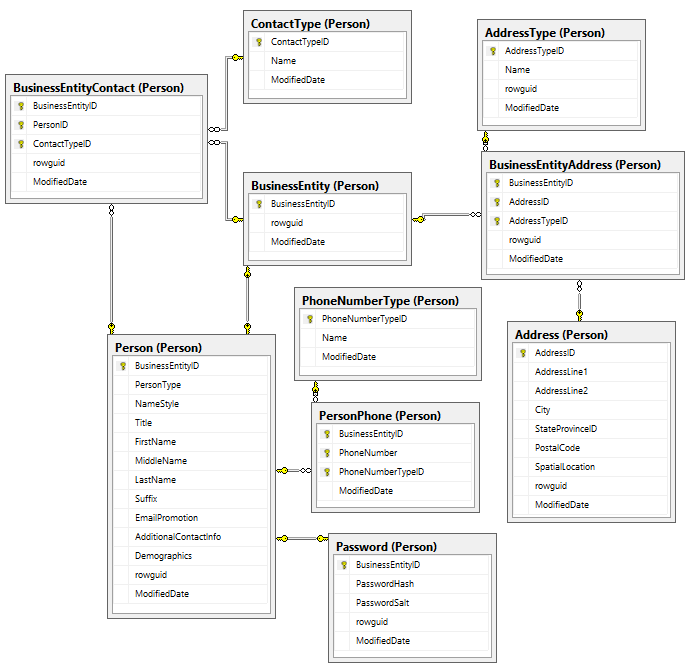 ContactType (Person)
ContactTypeID
Name
ModifiedDate
AddressType (Person)
AddressTypeID
Name
rowguid
ModifiedDate
BusinessEntityContact (Person)
BusinessEntityID
PersonID
ContactTypeID
rowguid
ModifiedDate
BusinessEntity (Person)
BusinessEntityID
rowguid
ModifiedDate
BusinessEntityAddress (Person)
BusinessEntityID
AddressID
AddressTypeID
rowguid
ModifiedDate
PhoneNumberType (Person)
PhoneNumberTypeID
Name
ModifiedDate
Address (Person)
AddressID
AddressLine1
AddressLine2
City
StateProvinceID
PostalCode
SpatialLocation
rowguid
ModifiedDate
Person (Person)
BusinessEntityID
PersonType
NameStyle
Title
FirstName
MiddleName
LastName
Suffix
EmailPromotion
AdditionalContactInfo
Demographics
rowguid
ModifiedDate
PersonPhone (Person)
BusinessEntityID
PhoneNumber
PhoneNumberTypeID
ModifiedDate
Password (Person)
BusinessEntityID
PasswordHash
PasswordSalt
rowguid
ModifiedDate